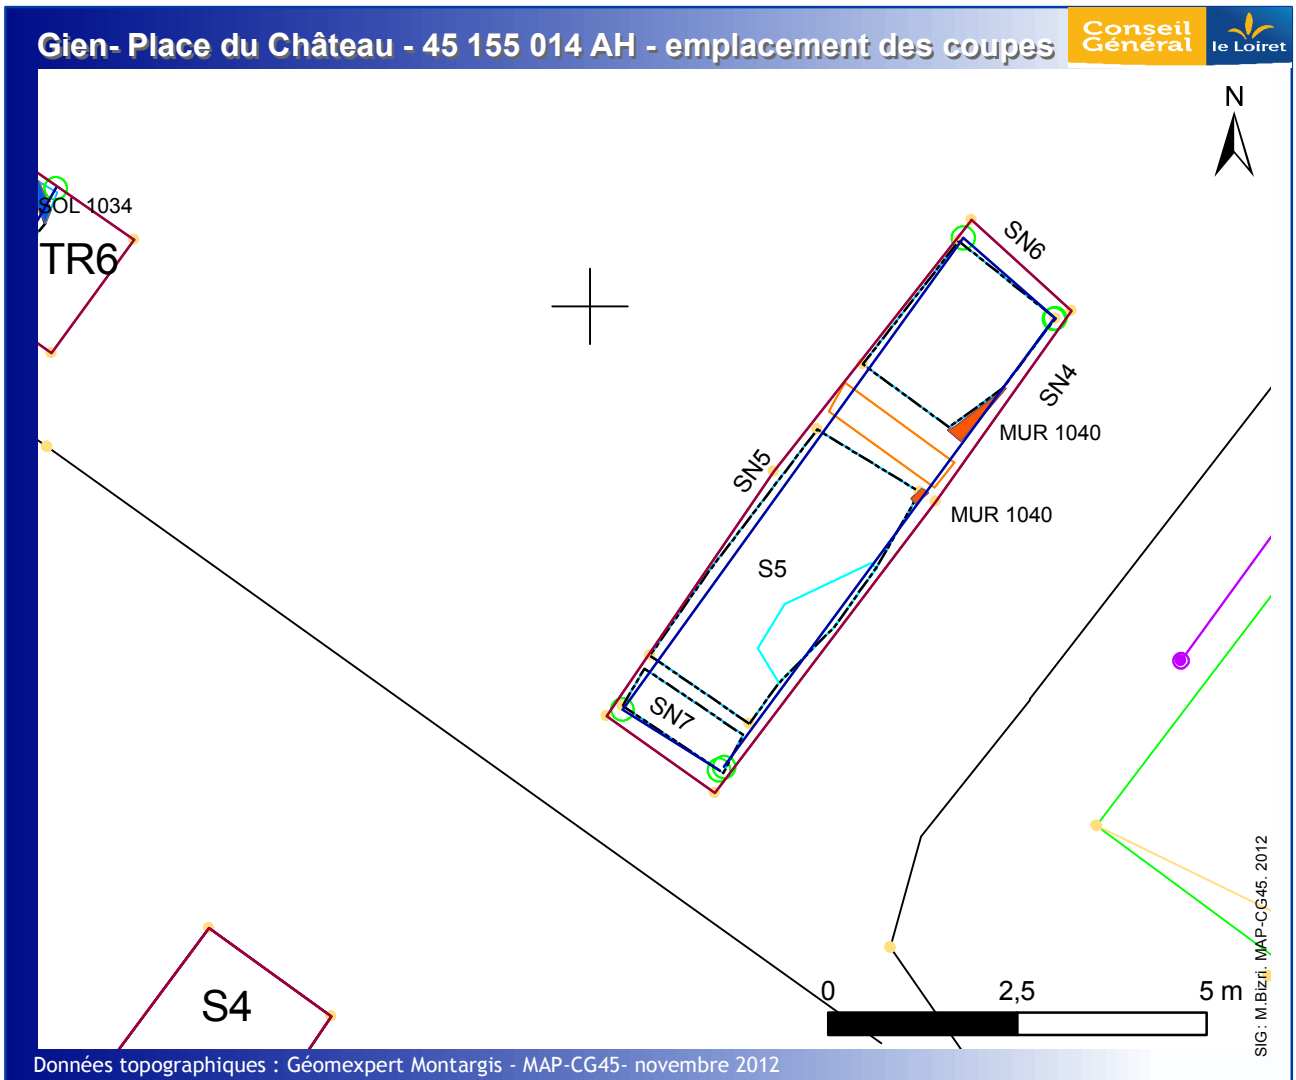 Gien- Place du Château - 45 155 014 AH - emplacement des coupes
Conseil
Général
le Loiret
N
SOL 1034
TR6
SN6
SN4
MUR 1040
SN5
MUR 1040
S5
SN7
S4
0 2,5 5 m
SIG : M.Bizri. MAP-CG45. 2012
Données topographiques : Géomexpert Montargis - MAP-CG45- novembre 2012